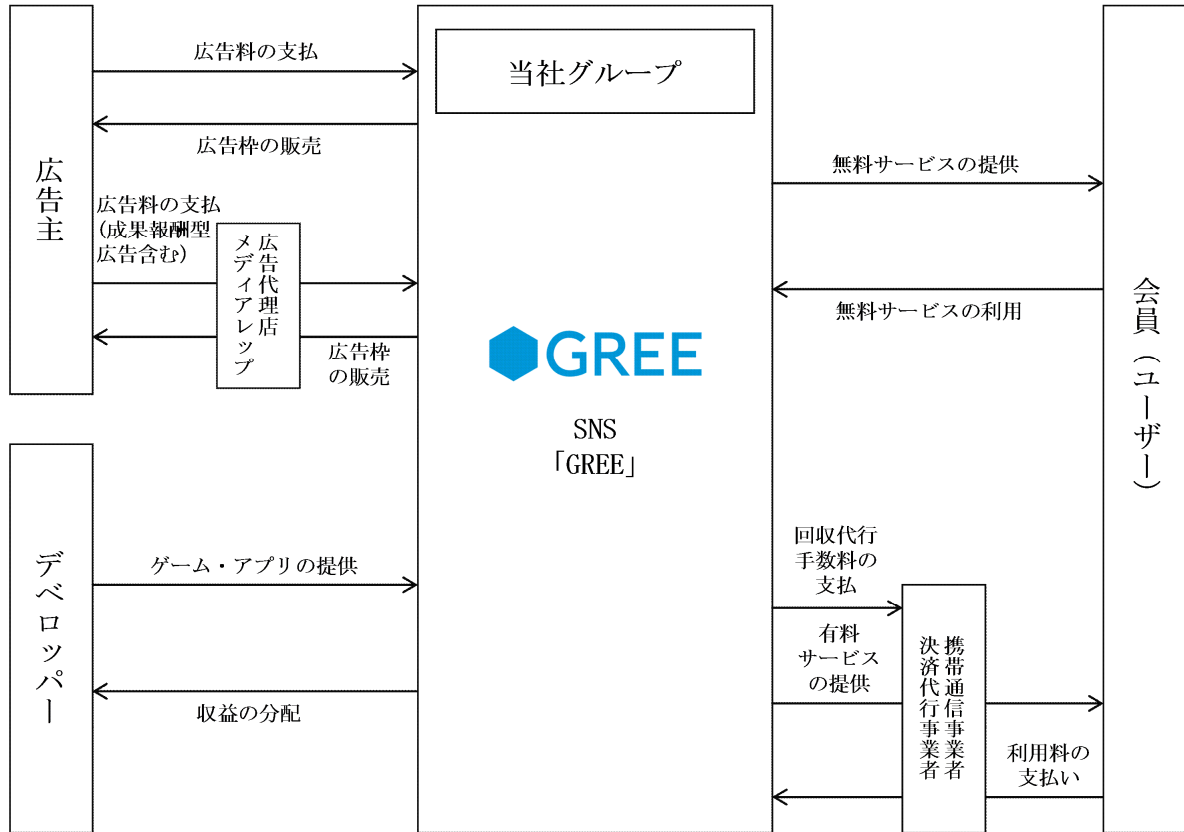 広告主
広告料の支払
広告枠の販売
広告料の支払
(成果報酬型
広告含む)
広告代理店
メディアレップ
広告枠
の販売
デベロッパー
ゲーム・アプリの提供
収益の分配
当社グループ
GREE
SNS
「GREE」
無料サービスの提供
無料サービスの利用
回収代行
手数料の
支払
有料
サービス
の提供
携帯通信事業者
決済代行事業者
利用料の
支払い
会員（ユーザー）